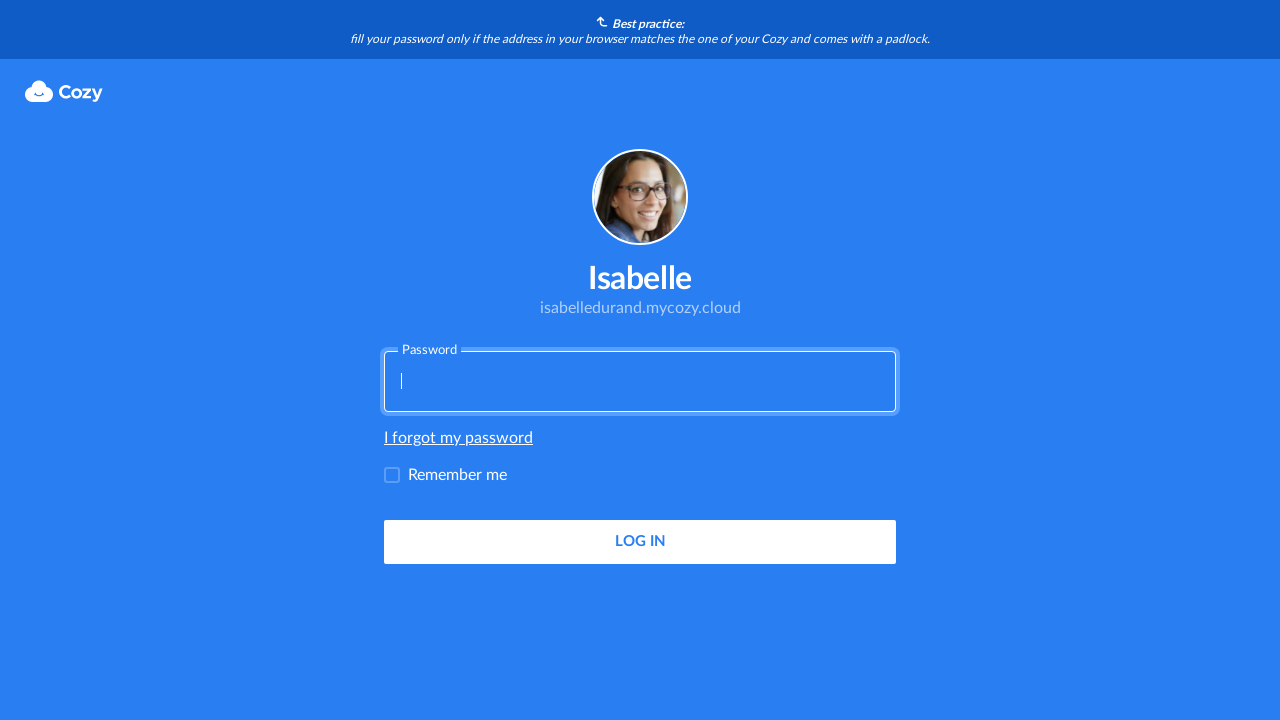 Best practice:
fill your password only if the address in your browser matches the one of your Cozy and comes with a padlock.
Cozy
Isabelle
isabelledurand.mycozy.cloud
Password
I forgot my password
Remember me
LOG IN